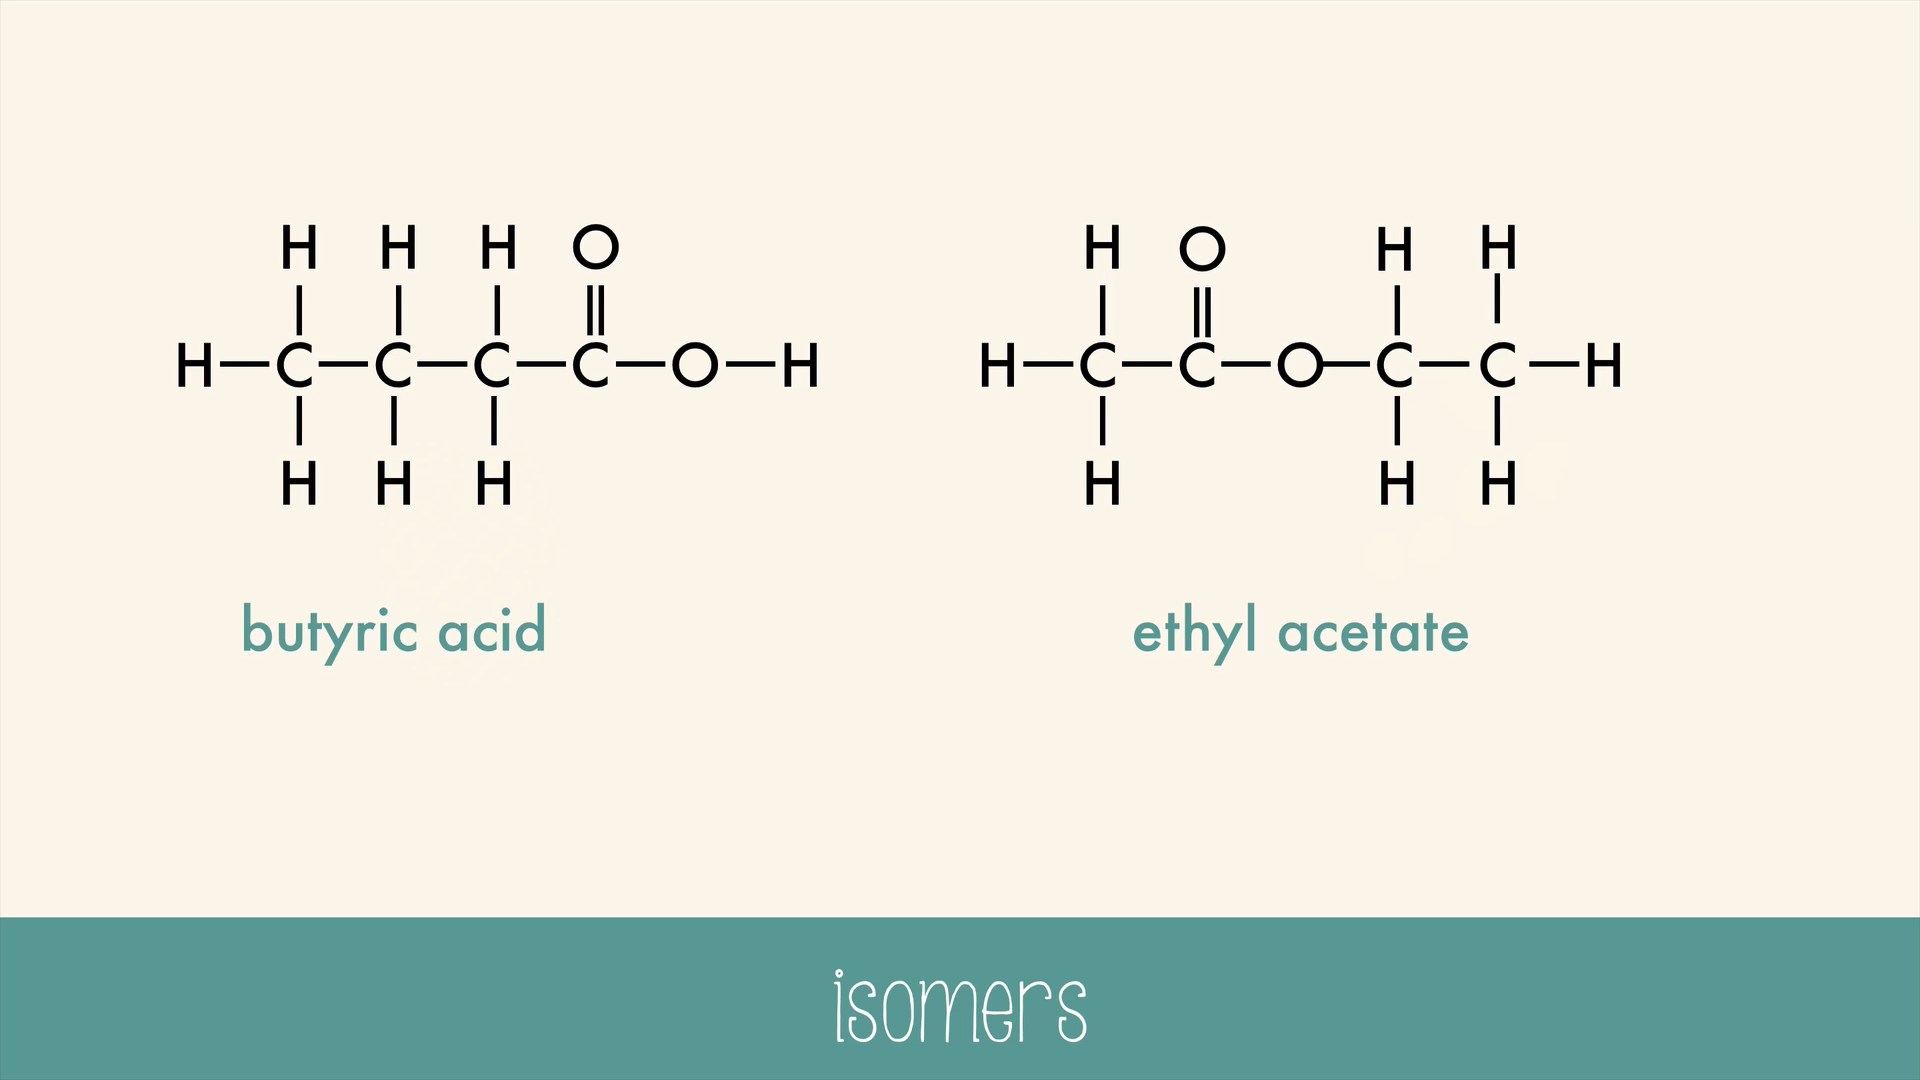 H H H O H O H H
H C C C C O H H C C O C C H
H H H H H H
butyric acid ethyl acetate
isomers